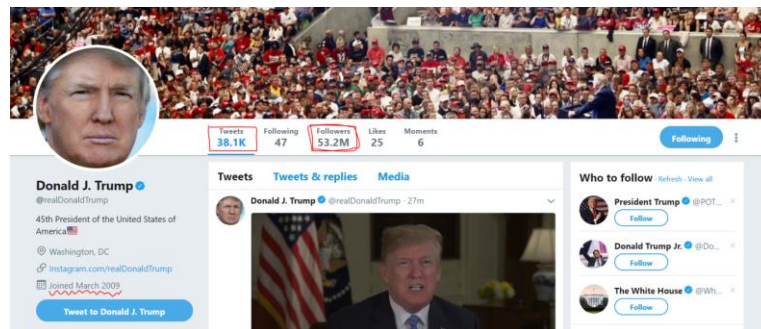 Tweets Following Followers Likes Moments
38.1K 47 53.2M 25 6
Following
Donald J. Trump
@realDonaldTrump
45th President of the United States of
America
Washington, DC
Instagram.com/realDonaldTrump
Joined March 2009
Tweet to Donald J. Trump
Tweets Tweets & replies Media
Donald J. Trump @realDonaldTrump · 27m
Who to follow · Refresh · View all
President Trump @POT...
Follow
Donald Trump Jr. @Do...
Follow
The White House @Wh...
Follow